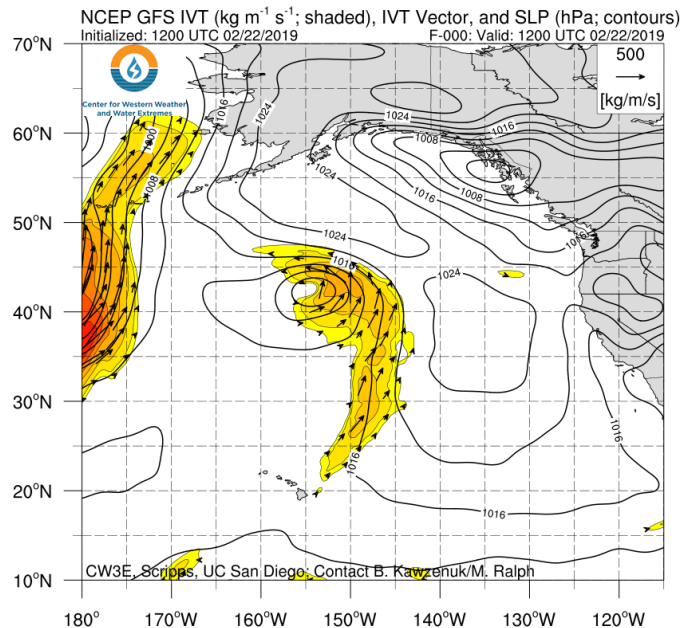 NCEP GFS IVT (kg m⁻¹ s⁻¹; shaded), IVT Vector, and SLP (hPa; contours)
Initialized: 1200 UTC 02/22/2019 F-000: Valid: 1200 UTC 02/22/2019
70°N
500
[kg/m/s]
Center for Western Weather
and Water Extremes
1016
1024
1024
1016
60°N
1000
1008
1008
1024
1016
1008
50°N
1024
1016
1016
1024
40°N
30°N
1016
1016
20°N
1016
10°N
CW3E, Scripps, UC San Diego; Contact B. Kawzenuk/M. Ralph
180° 170°W 160°W 150°W 140°W 130°W 120°W